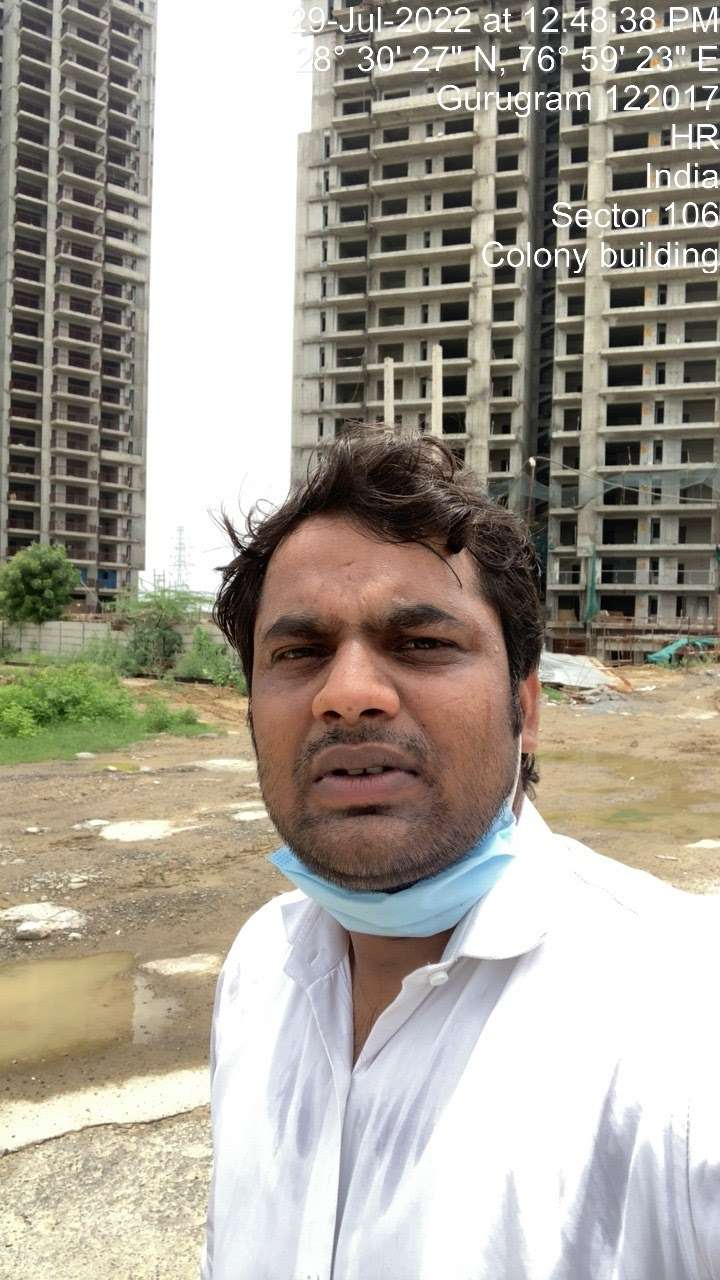 29-Jul-2022 at 12:48:38 PM
28° 30' 27" N, 76° 59' 23" E
Gurugram 122017
HR
India
Sector 106
Colony building